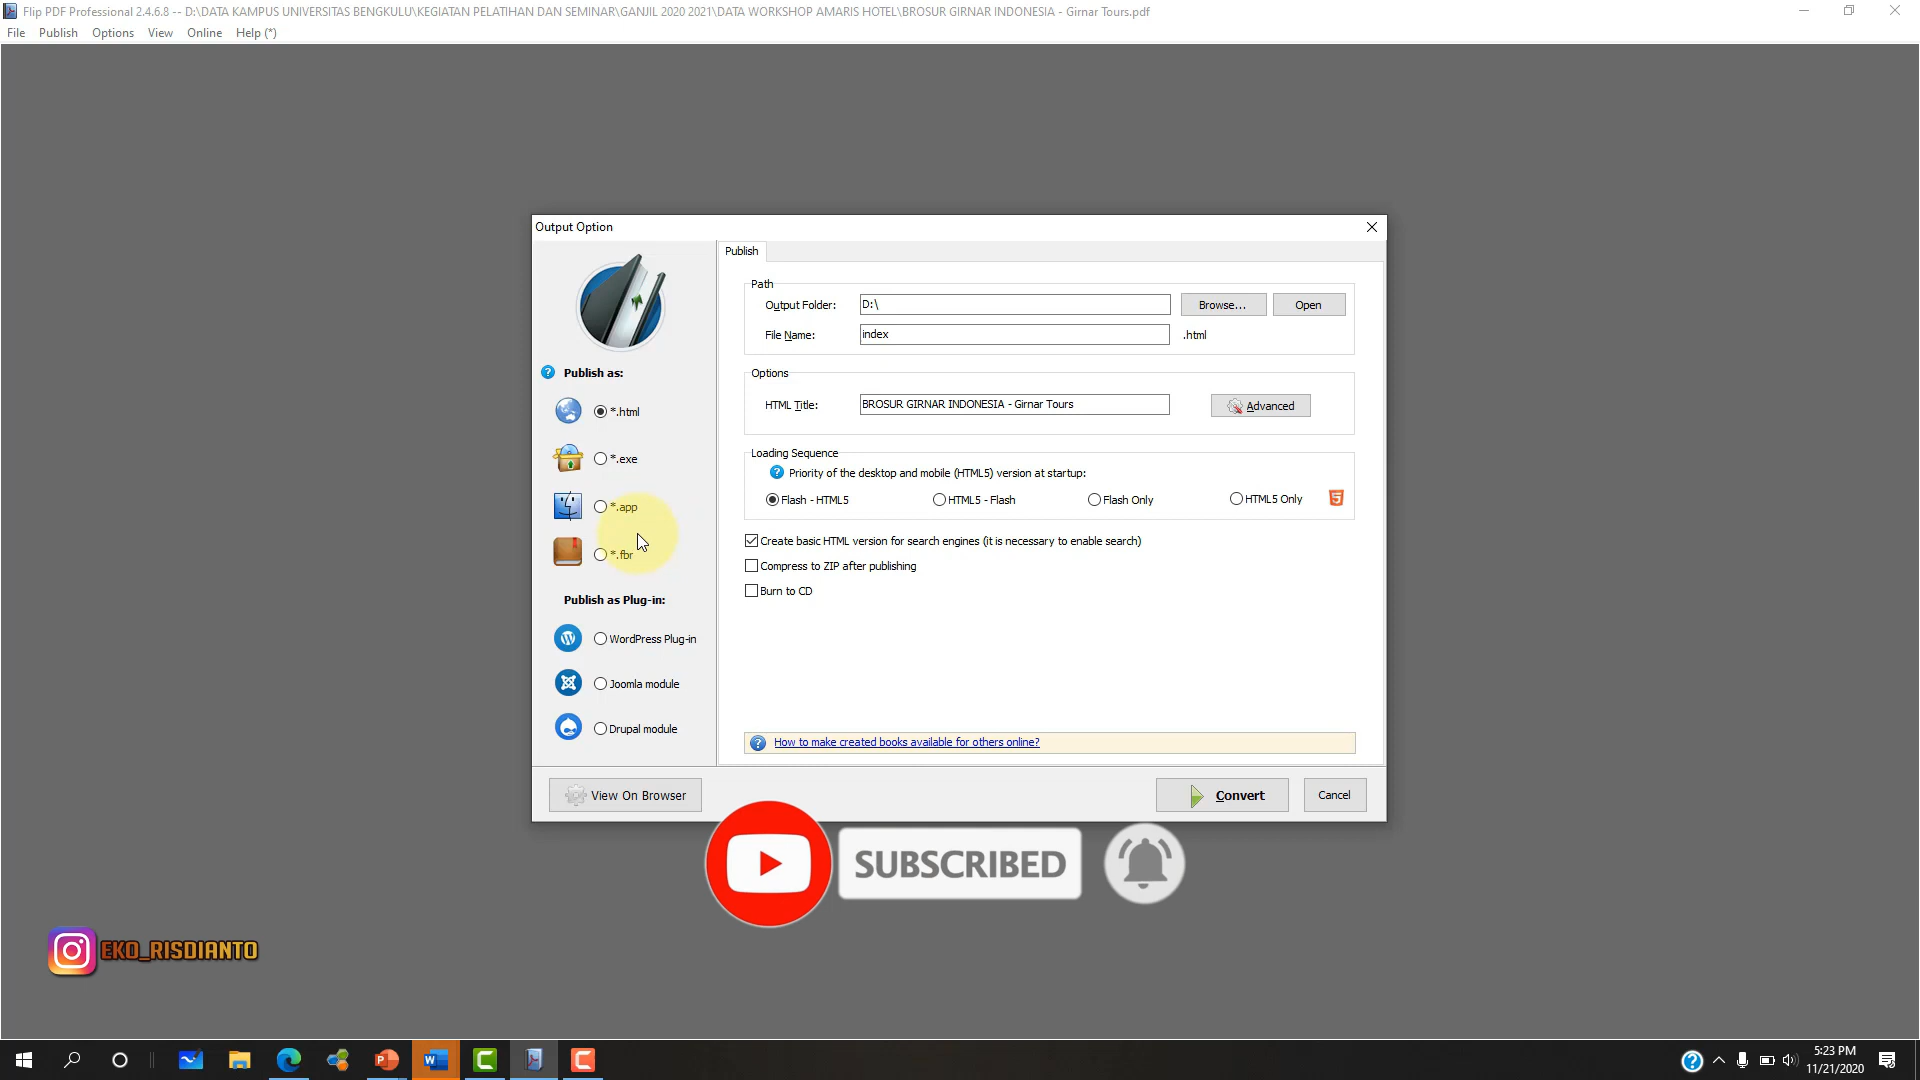 Flip PDF Professional 2.4.6.8 -- D:\DATA KAMPUS UNIVERSITAS BENGKULU\KEGIATAN PELATIHAN DAN SEMINAR\GANJIL 2020 2021\DATA WORKSHOP AMARIS HOTEL\BROSUR GIRNAR INDONESIA - Girnar Tours.pdf
File Publish Options View Online Help (*)
Output Option
Publish
Path
Output Folder: D:\ Browse... Open
File Name: index .html
Publish as:
Options
*.html
HTML Title: BROSUR GIRNAR INDONESIA - Girnar Tours Advanced
*.exe
Loading Sequence
Priority of the desktop and mobile (HTML5) version at startup:
Flash - HTML5 HTML5 - Flash Flash Only HTML5 Only
*.app
*.fbr
Create basic HTML version for search engines (it is necessary to enable search)
Compress to ZIP after publishing
Burn to CD
Publish as Plug-in:
WordPress Plug-in
Joomla module
Drupal module
How to make created books available for others online?
View On Browser Convert Cancel
SUBSCRIBED
EKO_RISDIANTO
5:23 PM
11/21/2020